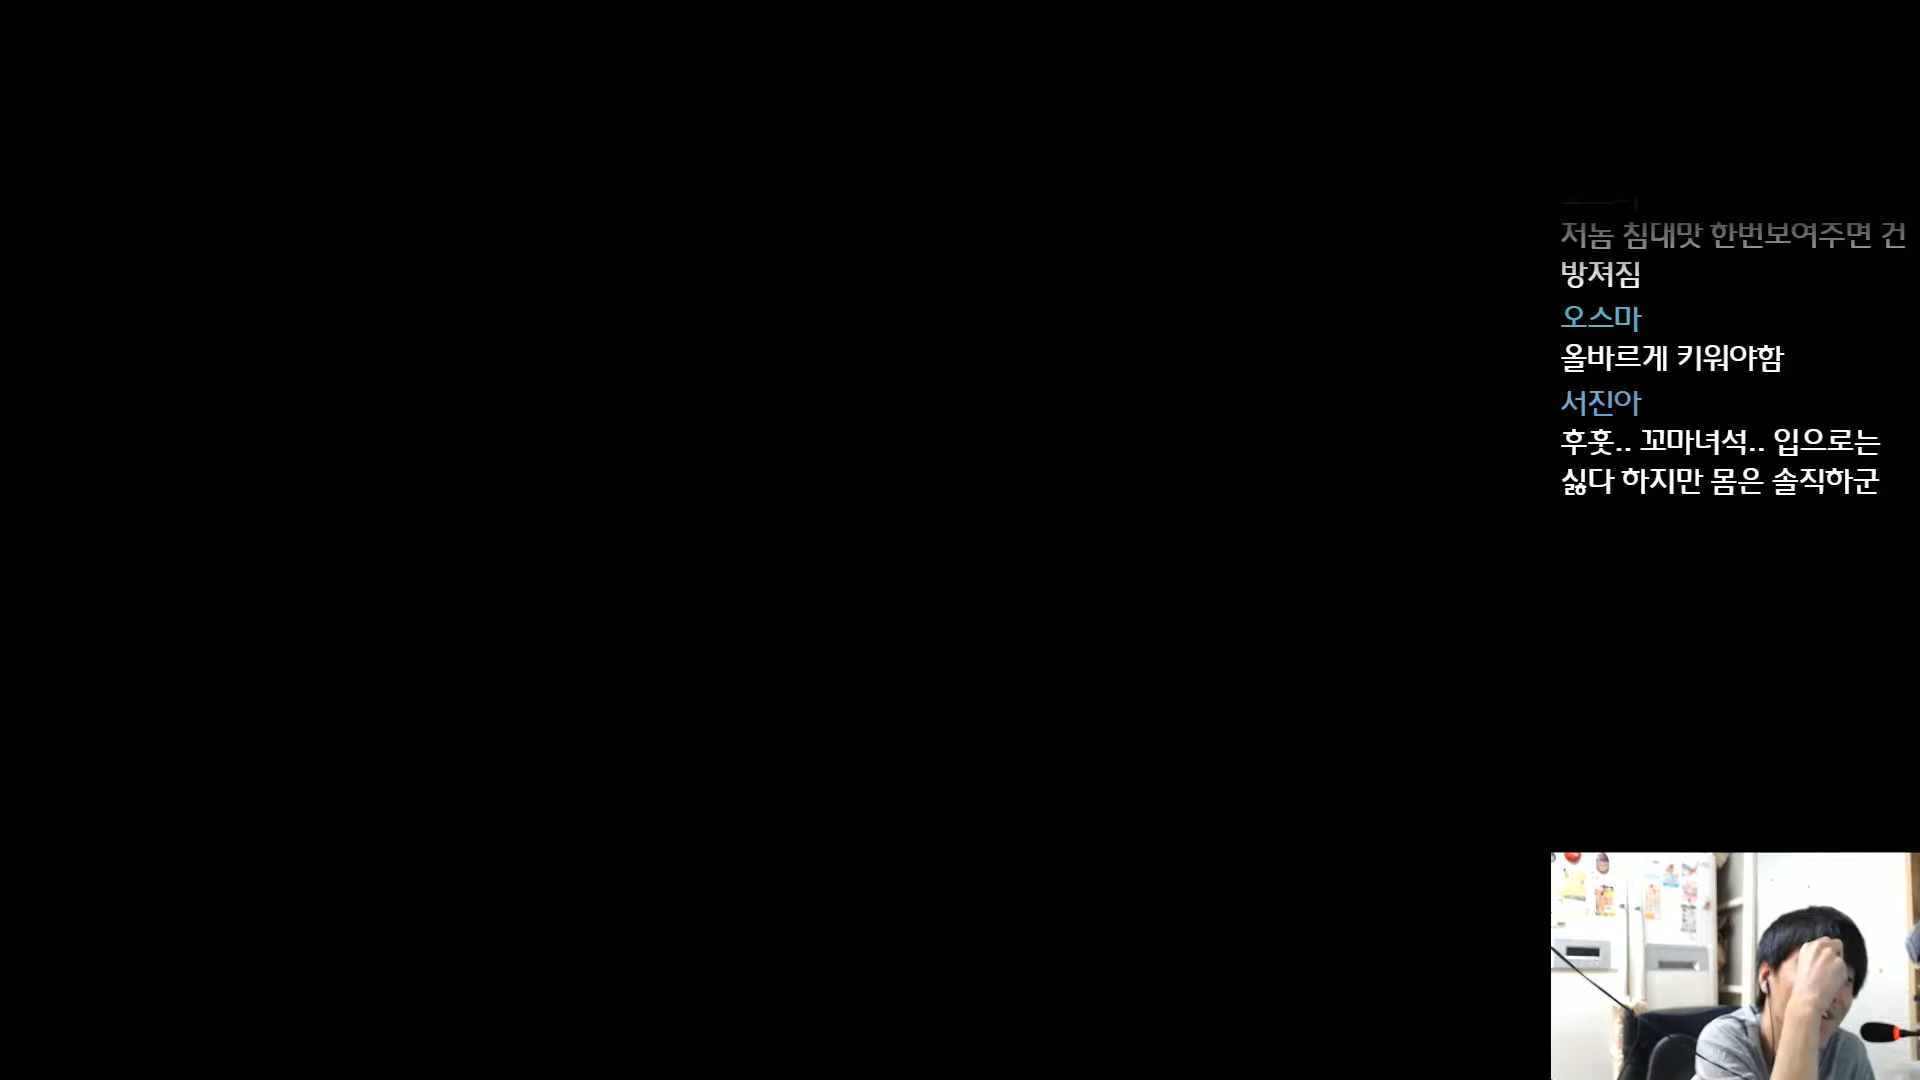 저놈 침대맛 한번보여주면 건
방져짐
오스마
올바르게 키워야함
서진아
후훗.. 꼬마녀석.. 입으로는
싫다 하지만 몸은 솔직하군